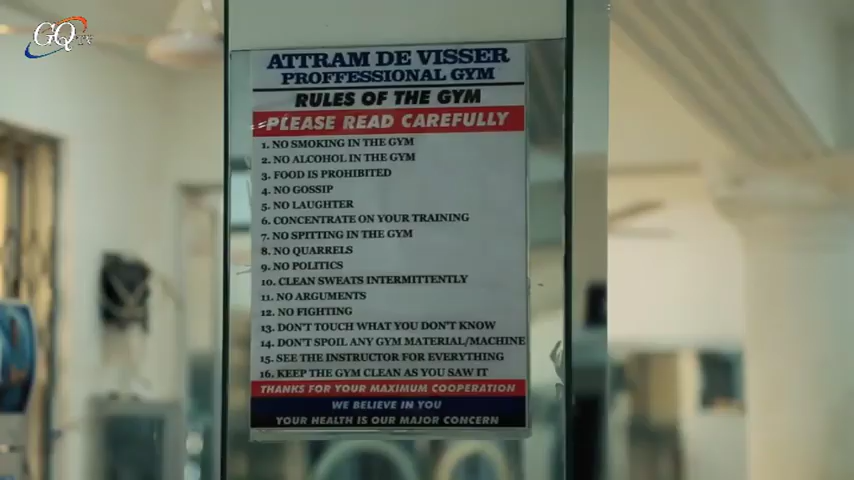 GQ TV
ATTRAM DE VISSER
PROFFESSIONAL GYM
RULES OF THE GYM
PLEASE READ CAREFULLY
1. NO SMOKING IN THE GYM
2. NO ALCOHOL IN THE GYM
3. FOOD IS PROHIBITED
4. NO GOSSIP
5. NO LAUGHTER
6. CONCENTRATE ON YOUR TRAINING
7. NO SPITTING IN THE GYM
8. NO QUARRELS
9. NO POLITICS
10. CLEAN SWEATS INTERMITTENTLY
11. NO ARGUMENTS
12. NO FIGHTING
13. DON'T TOUCH WHAT YOU DON'T KNOW
14. DON'T SPOIL ANY GYM MATERIAL/MACHINE
15. SEE THE INSTRUCTOR FOR EVERYTHING
16. KEEP THE GYM CLEAN AS YOU SAW IT
THANKS FOR YOUR MAXIMUM COOPERATION
WE BELIEVE IN YOU
YOUR HEALTH IS OUR MAJOR CONCERN